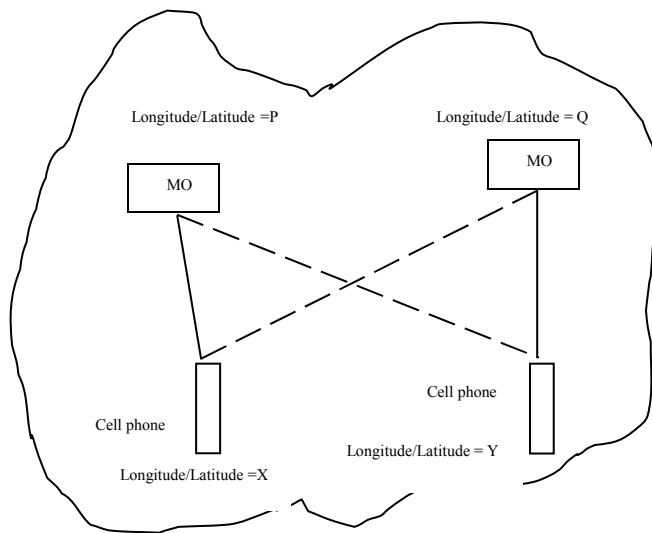 Longitude/Latitude =P
Longitude/Latitude = Q
MO
MO
Cell phone
Cell phone
Longitude/Latitude =X
Longitude/Latitude = Y